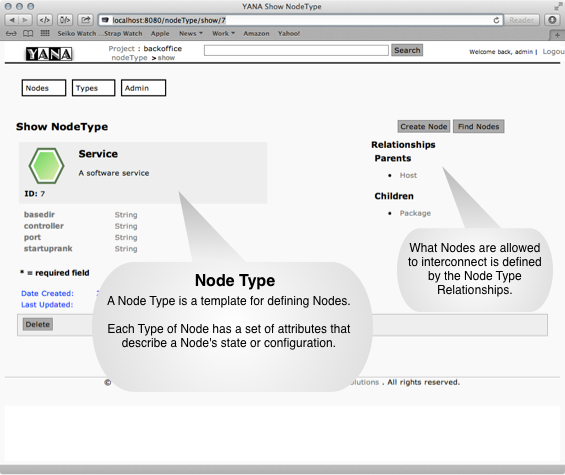 YANA Show NodeType
localhost:8080/nodeType/show/7
Reader
Seiko Watch ...Strap Watch Apple News Work Amazon Yahoo!
YANA
Project : backoffice
nodeType >show
Search
Welcome back, admin | Logou
Nodes Types Admin
Show NodeType
Create Node Find Nodes
Service
A software service
ID: 7
basedir String
controller String
port String
startuprank String
* = required field
Date Created:
Last Updated:
Delete
Relationships
Parents
• Host
Children
• Package
What Nodes are allowed
to interconnect is defined
by the Node Type
Relationships.
Node Type
A Node Type is a template for defining Nodes.
Each Type of Node has a set of attributes that
describe a Node's state or configuration.
© olutions . All rights reserved.